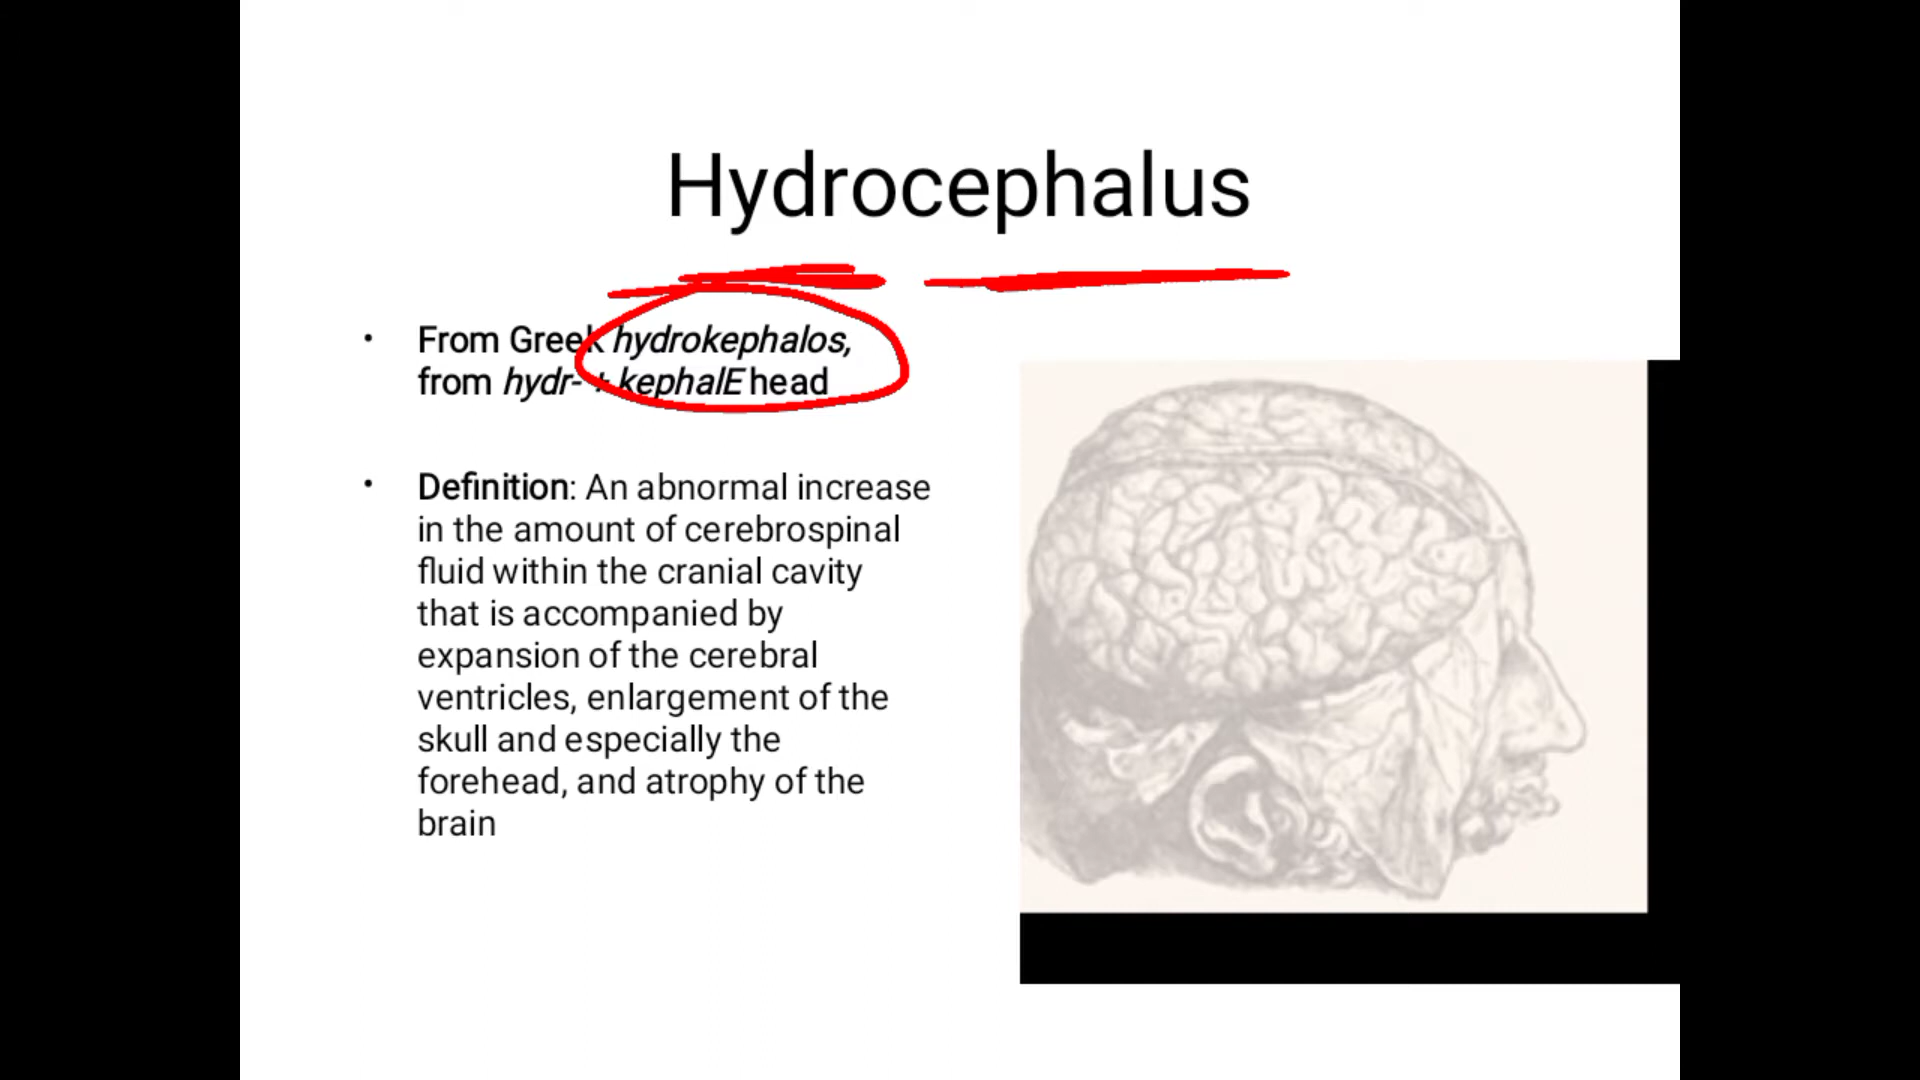 Hydrocephalus
• From Greek hydrokephalos,
from hydr- + kephalE head
• Definition: An abnormal increase
in the amount of cerebrospinal
fluid within the cranial cavity
that is accompanied by
expansion of the cerebral
ventricles, enlargement of the
skull and especially the
forehead, and atrophy of the
brain